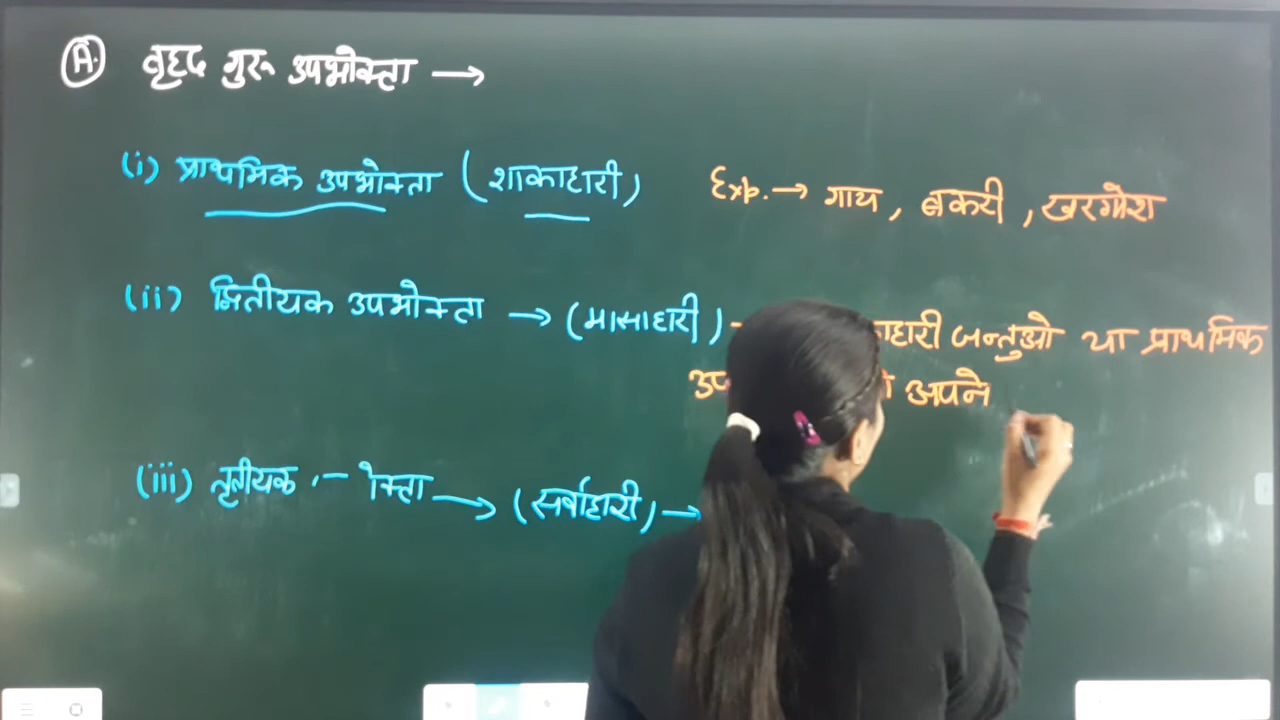 (A.) वृहद गुरू उपभोक्ता →
(i) प्राथमिक उपभोक्ता (शाकाहारी) Exp. → गाय, बकरी, खरगोश
(ii) द्वितीयक उपभोक्ता → (मासाहारी) - जन्तुओ या प्राथमिक
अपने
(iii) तृतीयक → (सर्वाहारी) →